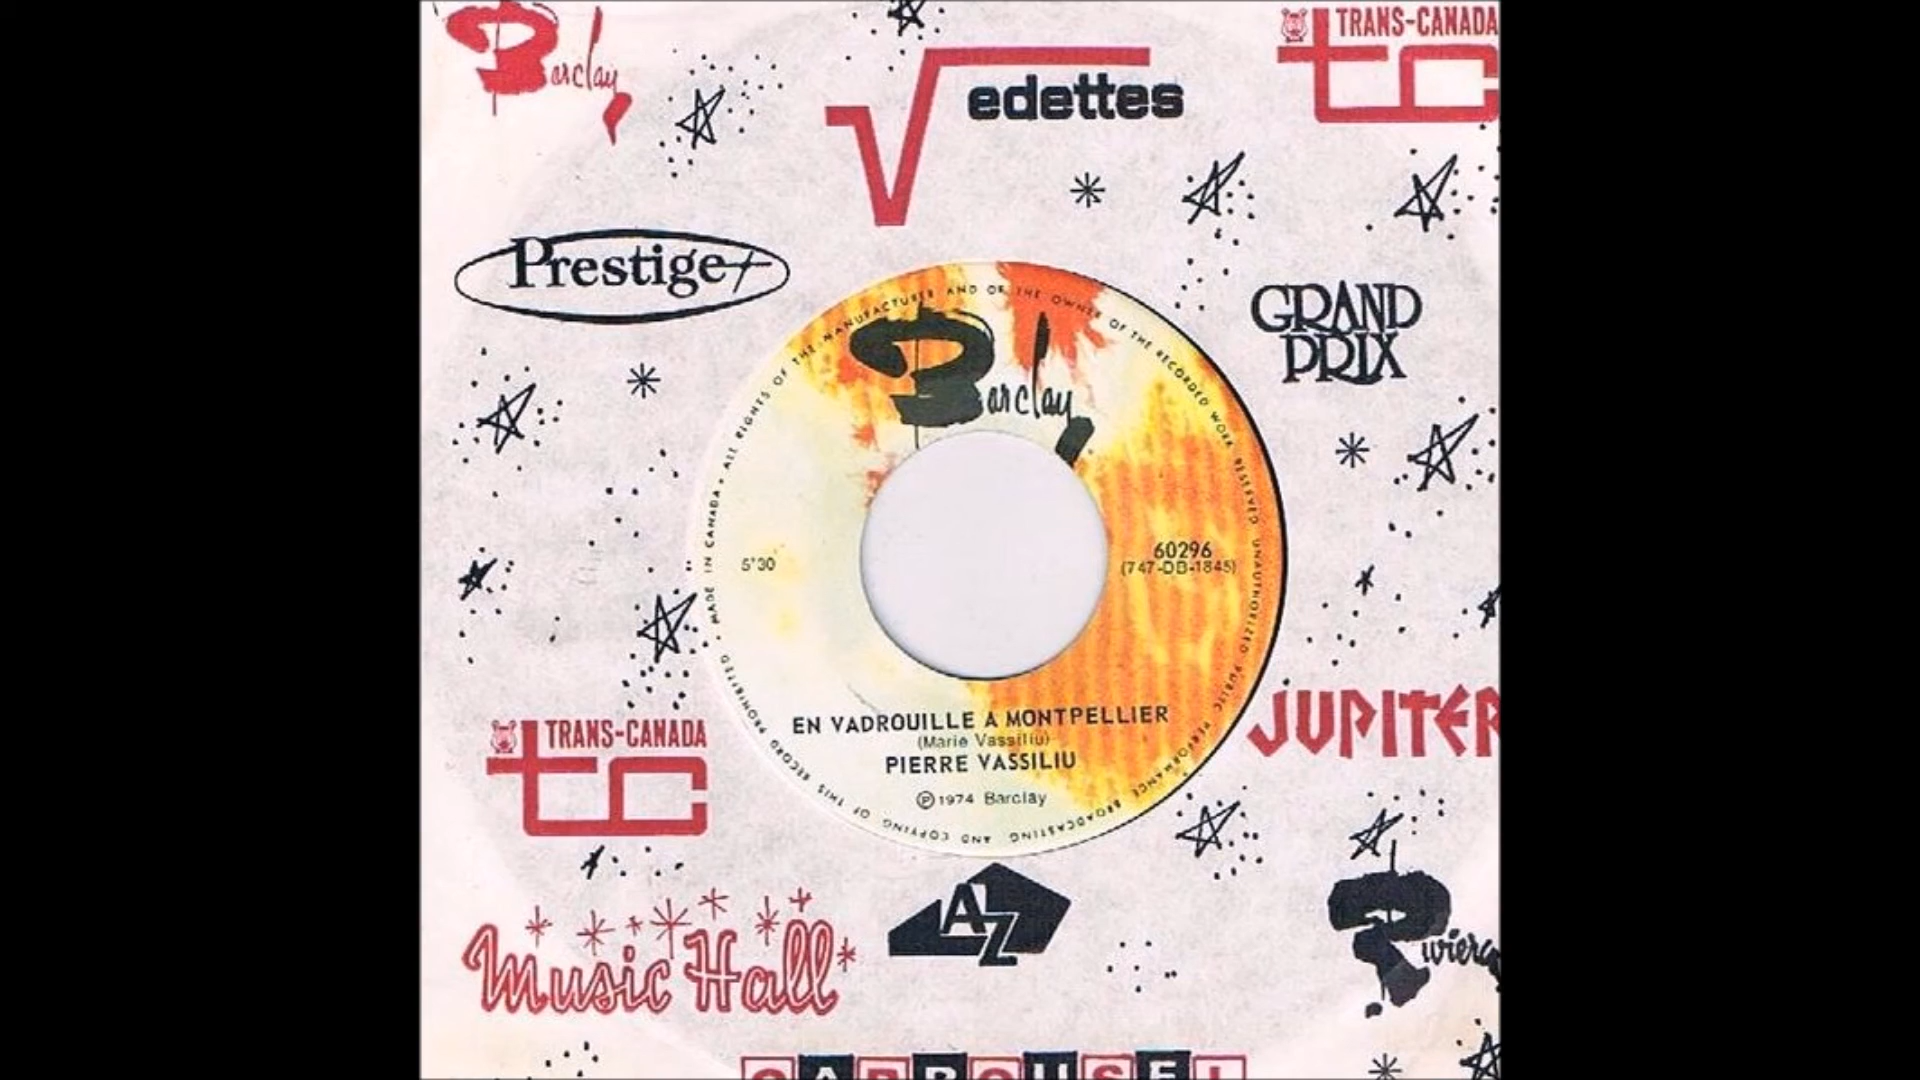 Barclay
Vedettes
TRANS-CANADA
tc
Prestige
GRAND
PRIX
MADE IN CANADA • ALL RIGHTS OF THE MANUFACTURER AND OF THE OWNER OF THE RECORDED WORK RESERVED UNAUTHORIZED PUBLIC PERFORMANCE BROADCASTING AND COPYING OF THIS RECORD PROHIBITED •
Barclay
5'30
60296
(747-DB-1845)
EN VADROUILLE A MONTPELLIER
(Marie Vassiliu)
PIERRE VASSILIU
Ⓟ 1974 Barclay
TRANS-CANADA
tc
JUPITER
Music Hall
AZ
Riviera
CARROUSEL